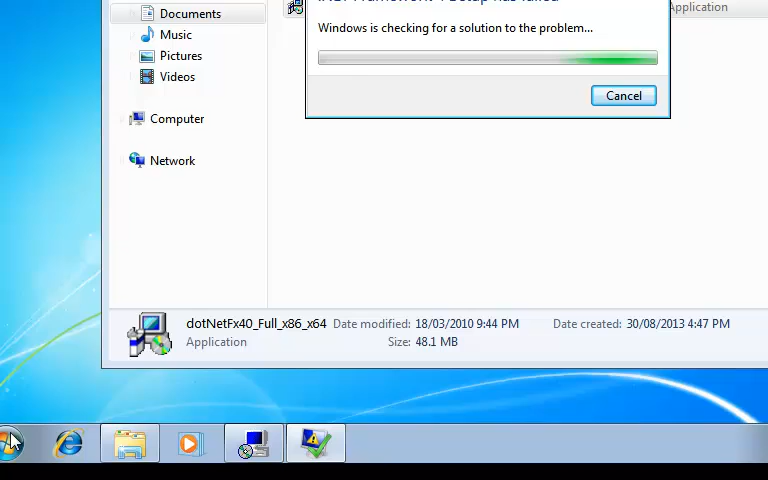 Documents
Application
.NET Framework 4 Setup has failed
Windows is checking for a solution to the problem...
Music
Pictures
Videos
Cancel
Computer
Network
dotNetFx40_Full_x86_x64 Date modified: 18/03/2010 9:44 PM Date created: 30/08/2013 4:47 PM
Application Size: 48.1 MB